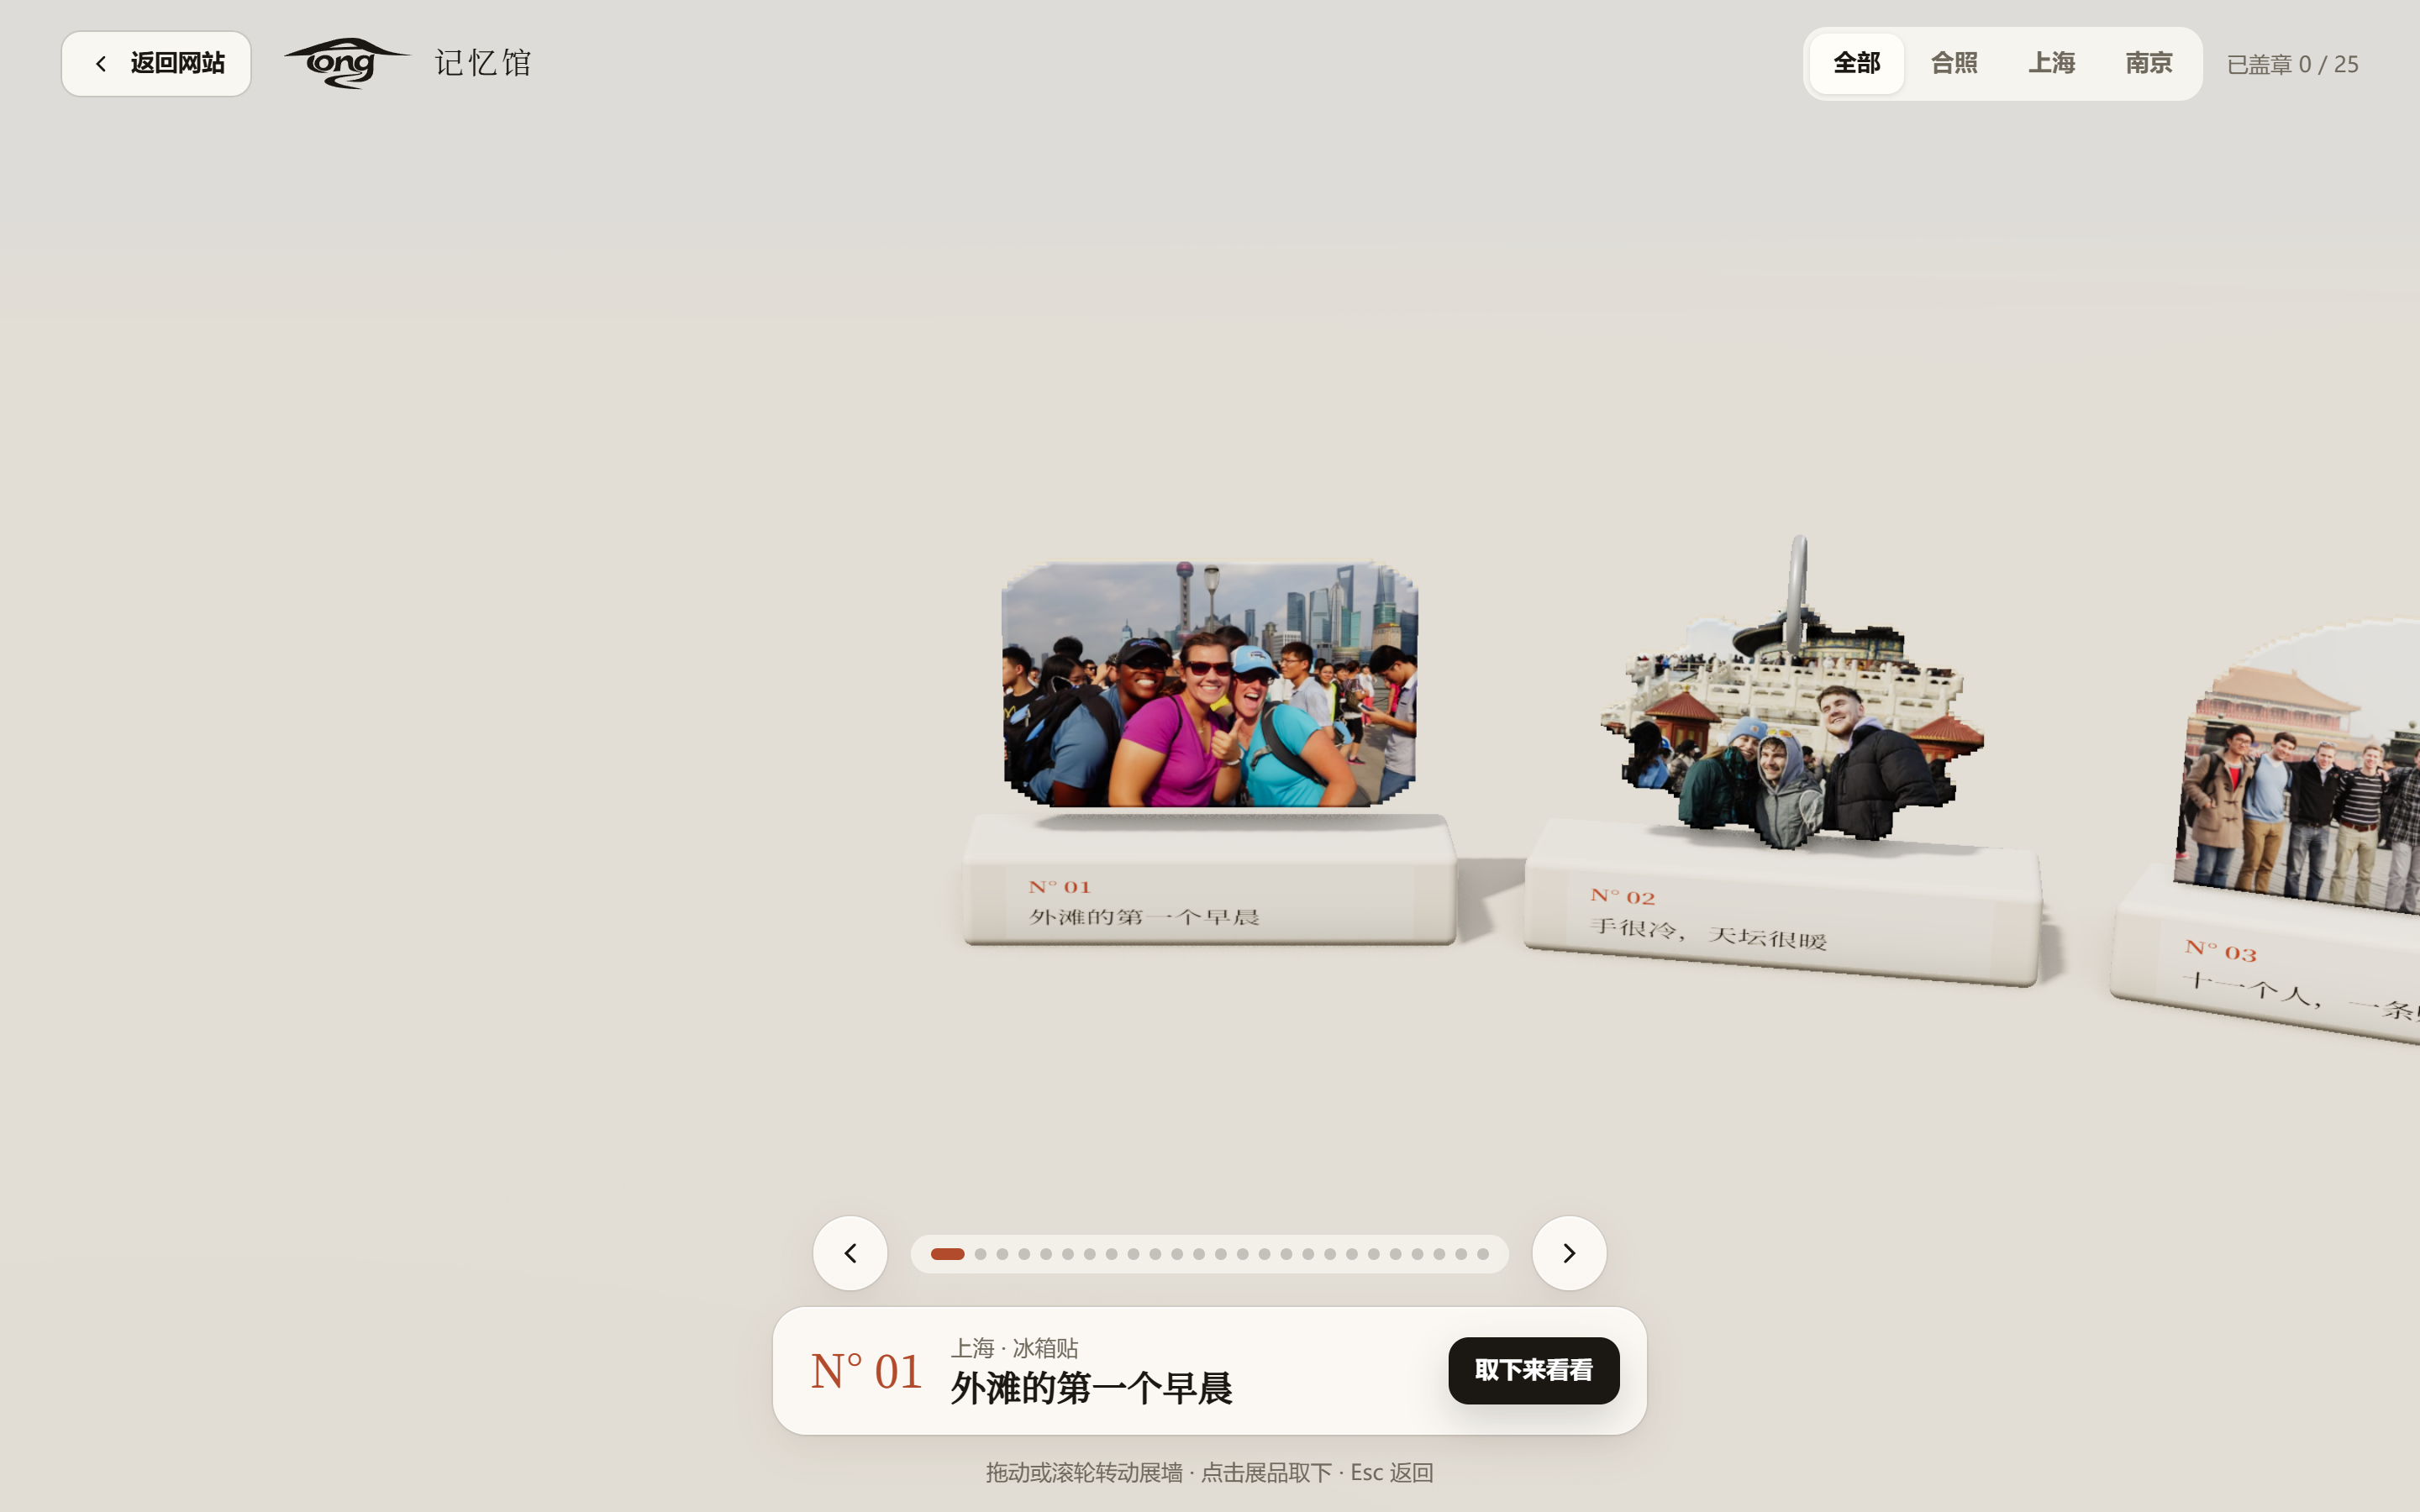 返回网站
long
记忆馆
全部 合照 上海 南京
已盖章 0 / 25
N° 01
外滩的第一个早晨
N° 02
手很冷，天坛很暖
N° 03
十一个人，一条
N° 01
上海 · 冰箱贴
外滩的第一个早晨
取下来看看
拖动或滚轮转动展墙 · 点击展品取下 · Esc 返回